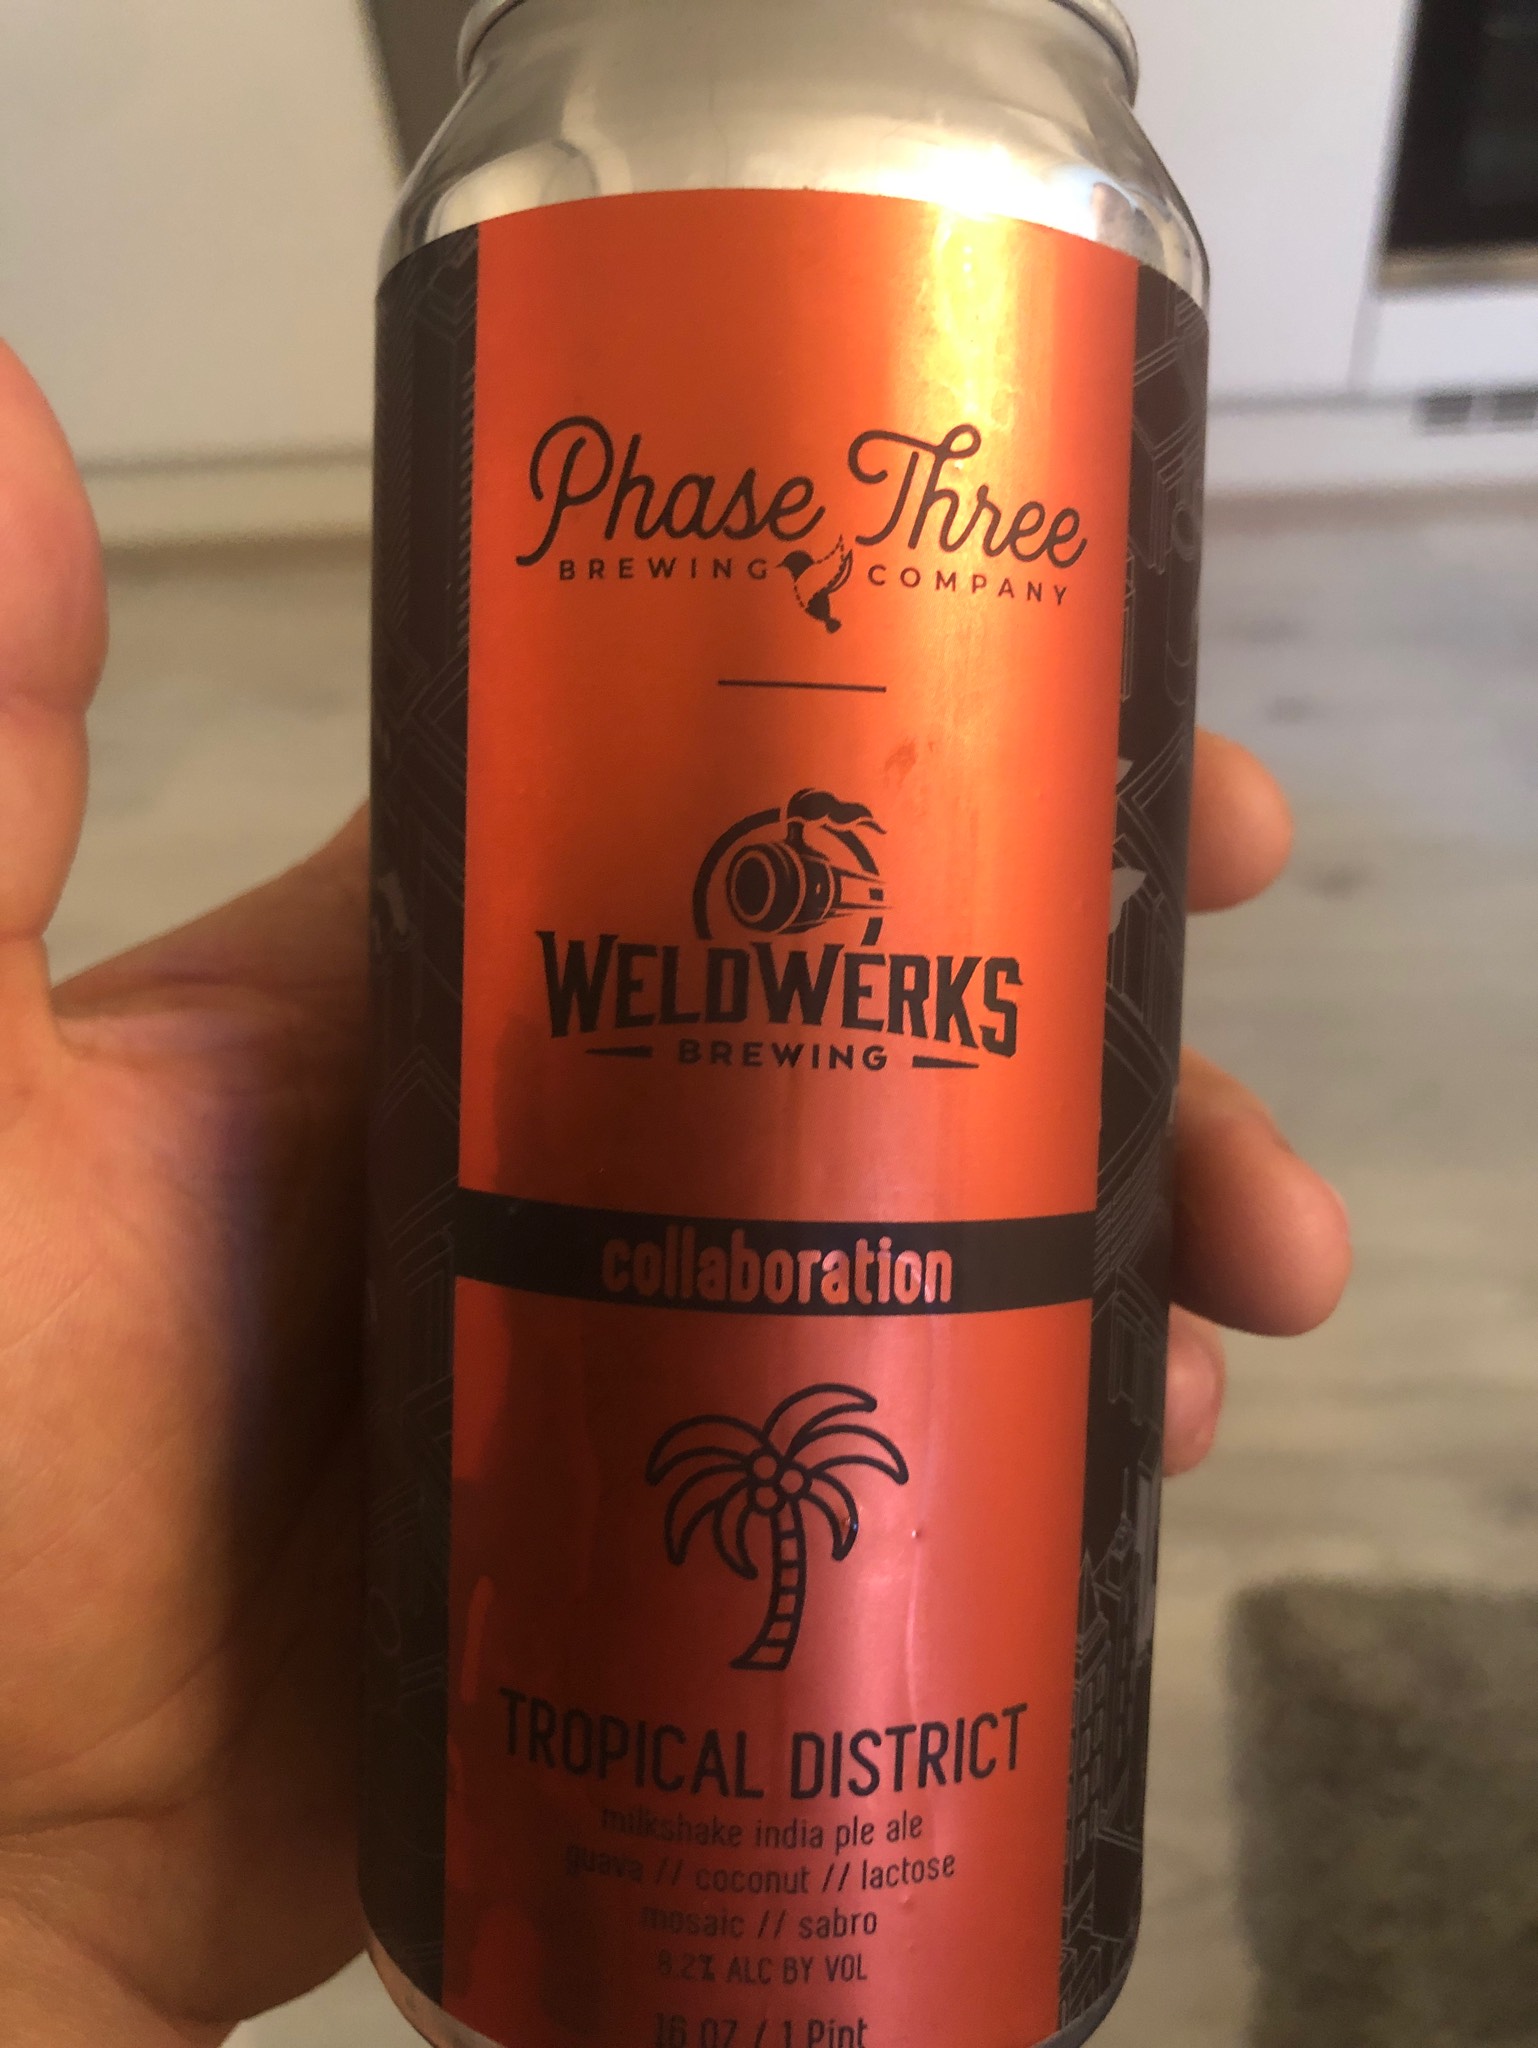 Phase Three
BREWING COMPANY
WELDWERKS
BREWING
collaboration
TROPICAL DISTRICT
milkshake india ple ale
guava // coconut // lactose
mosaic // sabro
8.2% ALC BY VOL
16 OZ / 1 Pint